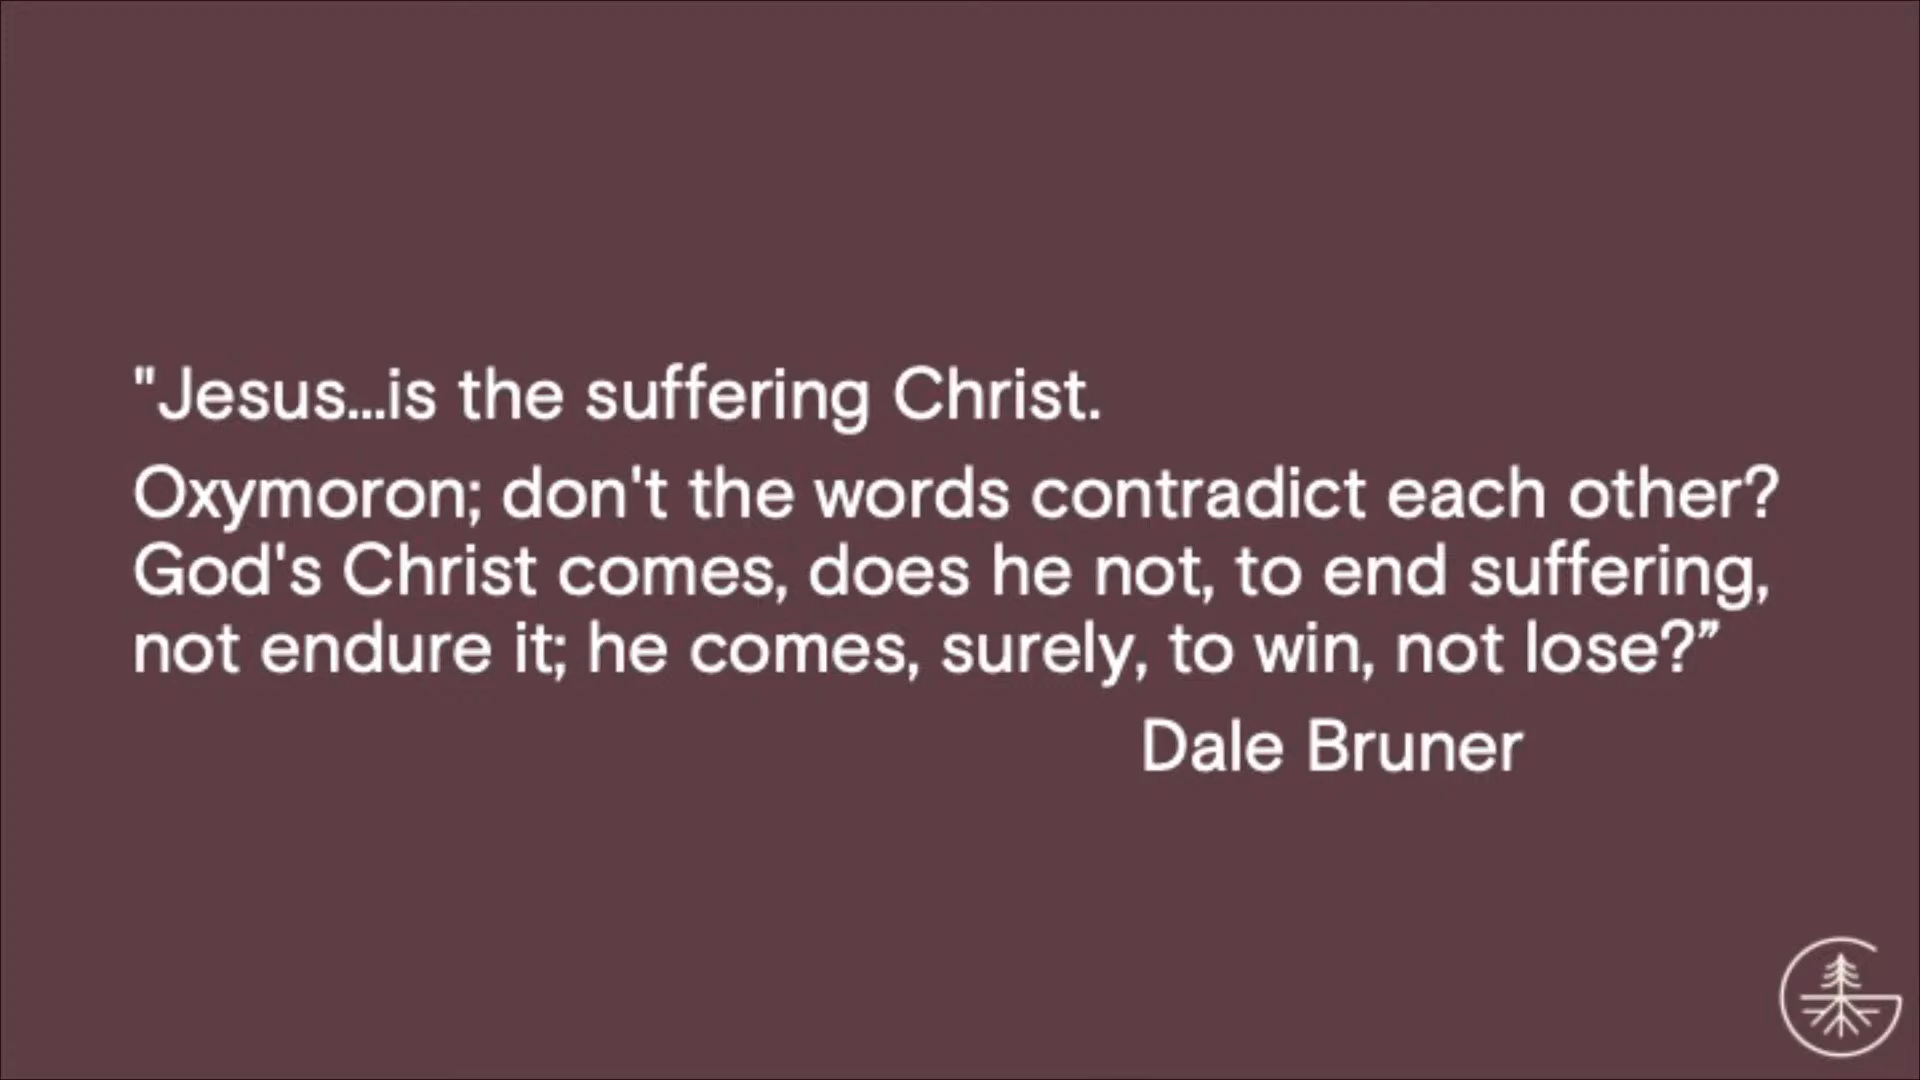 "Jesus...is the suffering Christ.
Oxymoron; don't the words contradict each other?
God's Christ comes, does he not, to end suffering,
not endure it; he comes, surely, to win, not lose?”
Dale Bruner